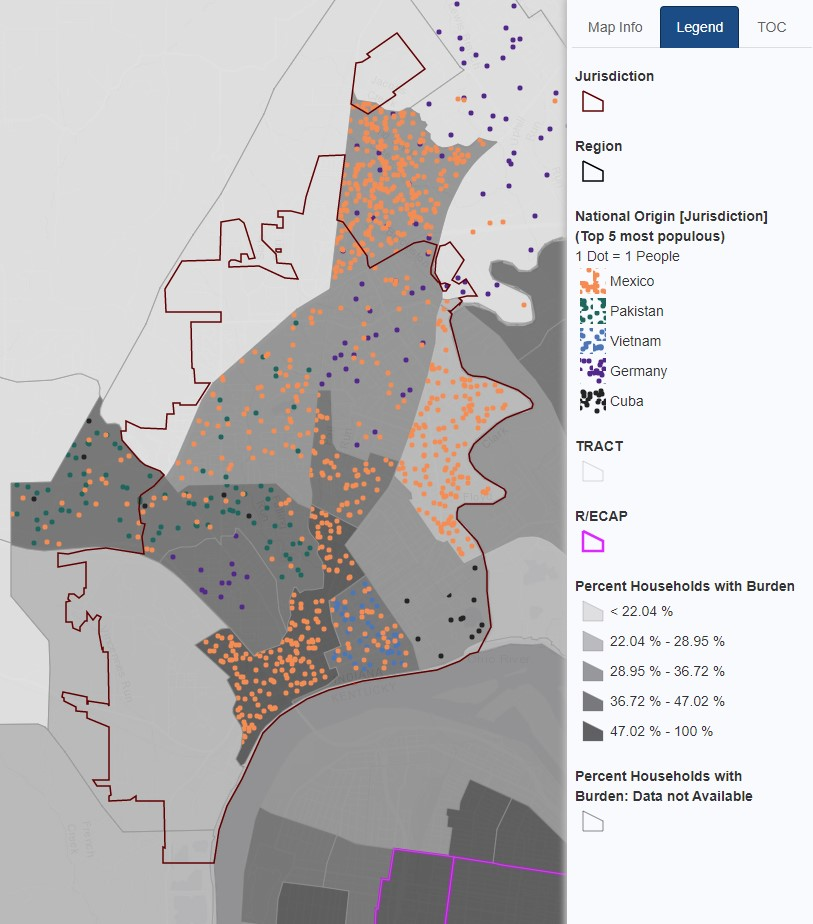 Map Info
Legend
TOC
Jurisdiction
Region
National Origin [Jurisdiction]
(Top 5 most populous)
1 Dot = 1 People
Mexico
Pakistan
Vietnam
Germany
Cuba
TRACT
R/ECAP
Percent Households with Burden
< 22.04 %
22.04 % - 28.95 %
28.95 % - 36.72 %
36.72 % - 47.02 %
47.02 % - 100 %
Percent Households with
Burden: Data not Available